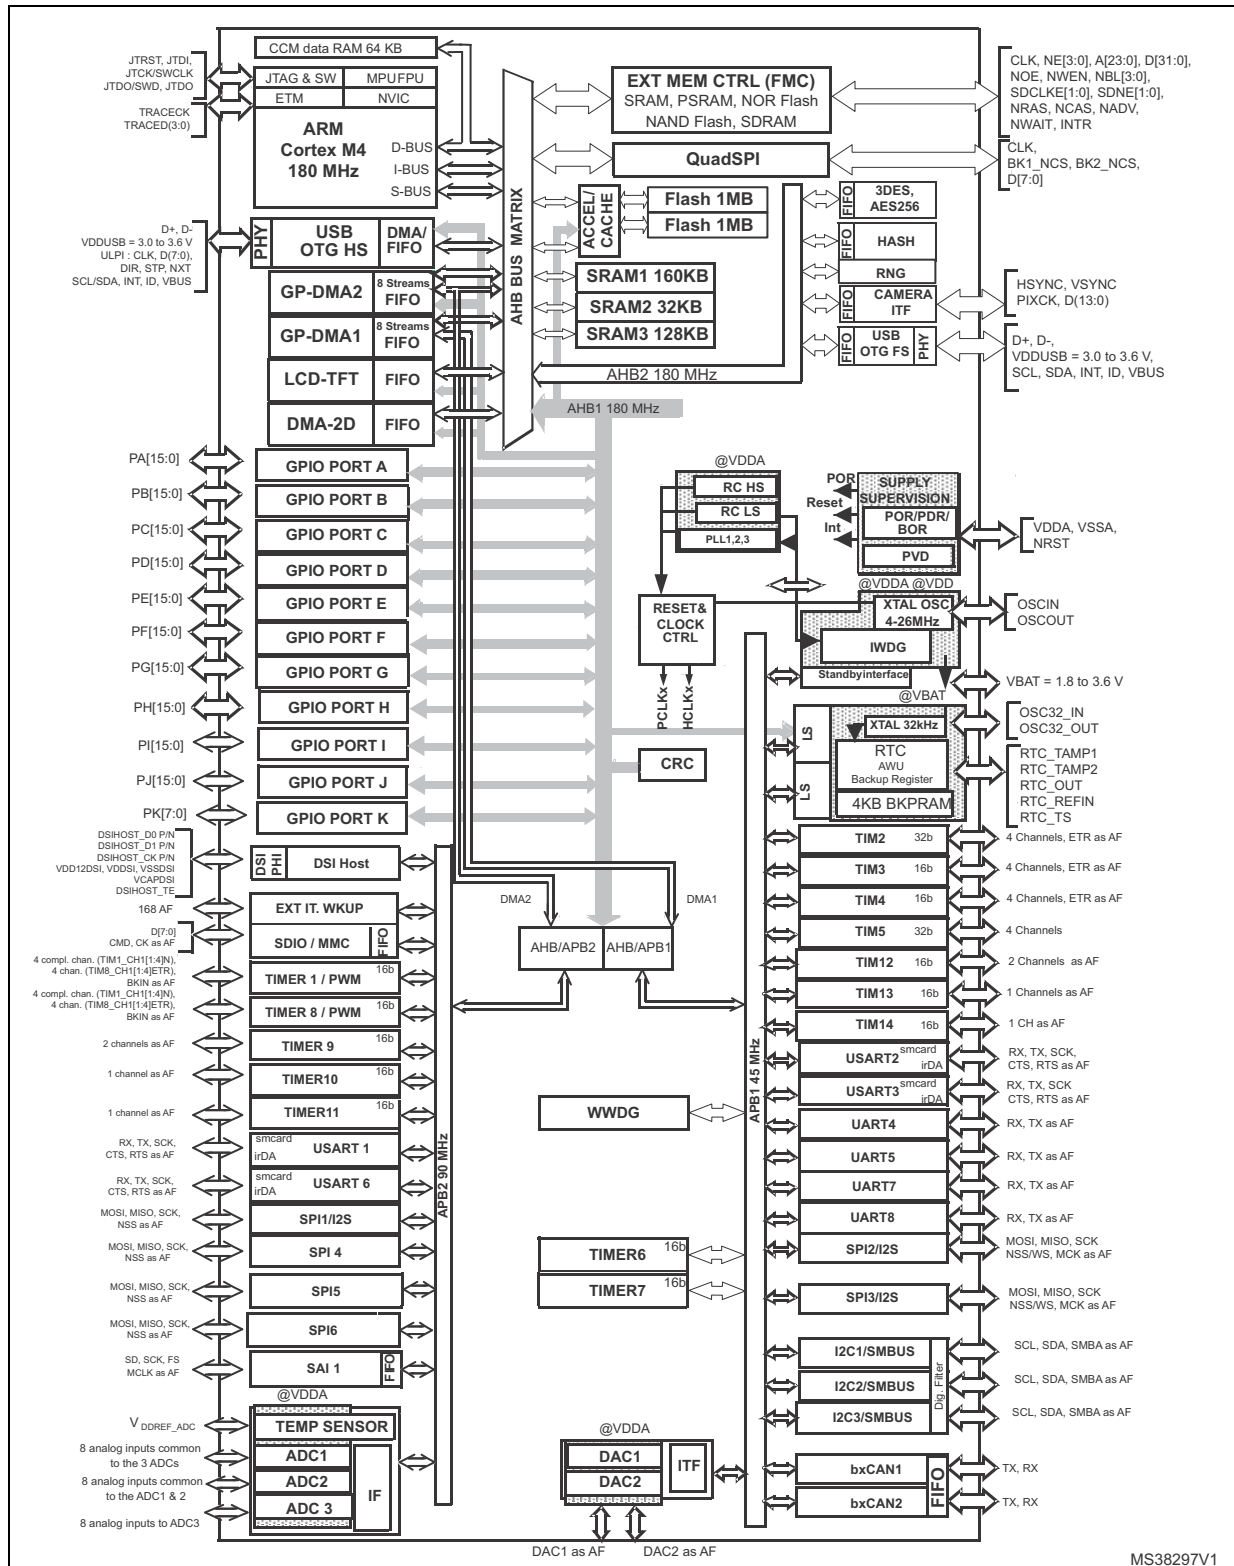 CCM data RAM 64 KB
JTRST, JTDI,
JTCK/SWCLK
JTDO/SWD, JTDO
TRACECK
TRACED(3:0)
JTAG & SW
MPUFPU
ETM
NVIC
ARM
Cortex M4
180 MHz
D-BUS
I-BUS
S-BUS
AHB BUS MATRIX
EXT MEM CTRL (FMC)
SRAM, PSRAM, NOR Flash
NAND Flash, SDRAM
CLK, NE[3:0], A[23:0], D[31:0],
NOE, NWEN, NBL[3:0],
SDCLKE[1:0], SDNE[1:0],
NRAS, NCAS, NADV,
NWAIT, INTR
QuadSPI
CLK,
BK1_NCS, BK2_NCS,
D[7:0]
ACCEL/
CACHE
Flash 1MB
Flash 1MB
SRAM1 160KB
SRAM2 32KB
SRAM3 128KB
FIFO
3DES,
AES256
FIFO
HASH
RNG
FIFO
CAMERA
ITF
HSYNC, VSYNC
PIXCK, D(13:0)
FIFO
USB
OTG FS
PHY
D+, D-,
VDDUSB = 3.0 to 3.6 V,
SCL, SDA, INT, ID, VBUS
AHB2 180 MHz
AHB1 180 MHz
D+, D-
VDDUSB = 3.0 to 3.6 V
ULPI : CLK, D(7:0),
DIR, STP, NXT
SCL/SDA, INT, ID, VBUS
PHY
USB
OTG HS
DMA/
FIFO
GP-DMA2
8 Streams
FIFO
GP-DMA1
8 Streams
FIFO
LCD-TFT
FIFO
DMA-2D
FIFO
PA[15:0]
GPIO PORT A
PB[15:0]
GPIO PORT B
PC[15:0]
GPIO PORT C
PD[15:0]
GPIO PORT D
PE[15:0]
GPIO PORT E
PF[15:0]
GPIO PORT F
PG[15:0]
GPIO PORT G
PH[15:0]
GPIO PORT H
PI[15:0]
GPIO PORT I
PJ[15:0]
GPIO PORT J
PK[7:0]
GPIO PORT K
@VDDA
RC HS
RC LS
PLL1,2,3
POR
Reset
Int
SUPPLY
SUPERVISION
POR/PDR/
BOR
PVD
VDDA, VSSA,
NRST
@VDDA @VDD
RESET&
CLOCK
CTRL
PCLKx
HCLKx
XTAL OSC
4-26MHz
IWDG
Standbyinterface
OSCIN
OSCOUT
@VBAT
VBAT = 1.8 to 3.6 V
LS
LS
XTAL 32kHz
RTC
AWU
Backup Register
4KB BKPRAM
OSC32_IN
OSC32_OUT
RTC_TAMP1
RTC_TAMP2
RTC_OUT
RTC_REFIN
RTC_TS
CRC
DSIHOST_D0 P/N
DSIHOST_D1 P/N
DSIHOST_CK P/N
VDD12DSI, VDDSI, VSSDSI
VCAPDSI
DSIHOST_TE
DSI
PHI
DSI Host
168 AF
EXT IT. WKUP
D[7:0]
CMD, CK as AF
SDIO / MMC
FIFO
4 compl. chan. (TIM1_CH1[1:4]N),
4 chan. (TIM8_CH1[1:4]ETR),
BKIN as AF
TIMER 1 / PWM
16b
4 compl. chan. (TIM1_CH1[1:4]N),
4 chan. (TIM8_CH1[1:4]ETR),
BKIN as AF
TIMER 8 / PWM
16b
2 channels as AF
TIMER 9
16b
1 channel as AF
TIMER10
16b
1 channel as AF
TIMER11
16b
RX, TX, SCK,
CTS, RTS as AF
smcard
irDA
USART 1
RX, TX, SCK,
CTS, RTS as AF
smcard
irDA
USART 6
MOSI, MISO, SCK,
NSS as AF
SPI1/I2S
MOSI, MISO, SCK,
NSS as AF
SPI 4
MOSI, MISO, SCK,
NSS as AF
SPI5
MOSI, MISO, SCK,
NSS as AF
SPI6
SD, SCK, FS
MCLK as AF
SAI 1
FIFO
@VDDA
VDDREF_ADC
TEMP SENSOR
8 analog inputs common
to the 3 ADCs
ADC1
8 analog inputs common
to the ADC1 & 2
ADC2
8 analog inputs to ADC3
ADC 3
IF
APB2 90 MHz
DMA2
DMA1
AHB/APB2
AHB/APB1
WWDG
TIMER6
16b
TIMER7
16b
@VDDA
DAC1
DAC2
ITF
DAC1 as AF
DAC2 as AF
APB1 45 MHz
TIM2
32b
4 Channels, ETR as AF
TIM3
16b
4 Channels, ETR as AF
TIM4
16b
4 Channels, ETR as AF
TIM5
32b
4 Channels
TIM12
16b
2 Channels as AF
TIM13
16b
1 Channels as AF
TIM14
16b
1 CH as AF
USART2
smcard
irDA
RX, TX, SCK,
CTS, RTS as AF
USART3
smcard
irDA
RX, TX, SCK
CTS, RTS as AF
UART4
RX, TX as AF
UART5
RX, TX as AF
UART7
RX, TX as AF
UART8
RX, TX as AF
SPI2/I2S
MOSI, MISO, SCK
NSS/WS, MCK as AF
SPI3/I2S
MOSI, MISO, SCK
NSS/WS, MCK as AF
I2C1/SMBUS
SCL, SDA, SMBA as AF
I2C2/SMBUS
SCL, SDA, SMBA as AF
I2C3/SMBUS
SCL, SDA, SMBA as AF
Dig. Filter
bxCAN1
TX, RX
bxCAN2
TX, RX
FIFO
MS38297V1